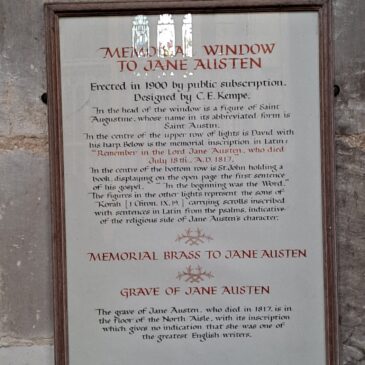 MEMORIAL WINDOW
TO JANE AUSTEN
Erected in 1900 by public subscription.
Designed by C. E. Kempe.
In the head of the window is a figure of Saint
Augustine, whose name in its abbreviated form is
Saint Austin.
In the centre of the upper row of lights is David with
his harp. Below is the memorial inscription in Latin:
"Remember in the Lord Jane Austen, who died
July 18th., A.D. 1817.
In the centre of the bottom row is St. John holding a
book, displaying on the open page the first sentence
of his gospel, " " In the beginning was the Word."
The figures in the other lights represent the sons of
Korah [1 Chron. IX, 19.] carrying scrolls inscribed
with sentences in Latin from the psalms, indicative
of the religious side of Jane Austen's character.
MEMORIAL BRASS TO JANE AUSTEN
GRAVE OF JANE AUSTEN
The grave of Jane Austen, who died in 1817, is in
the floor of the North Aisle, with its inscription
which gives no indication that she was one of
the greatest English writers.